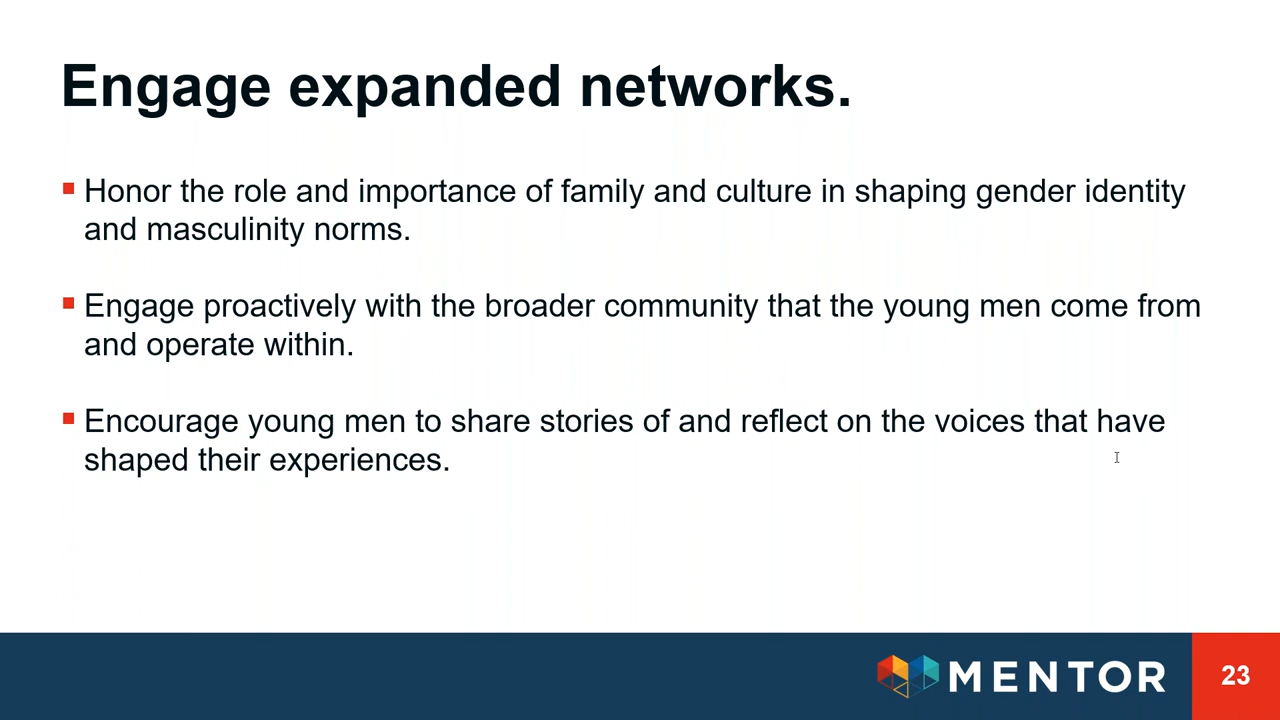 Engage expanded networks.
Honor the role and importance of family and culture in shaping gender identity
and masculinity norms.
Engage proactively with the broader community that the young men come from
and operate within.
Encourage young men to share stories of and reflect on the voices that have
shaped their experiences.
MENTOR
23